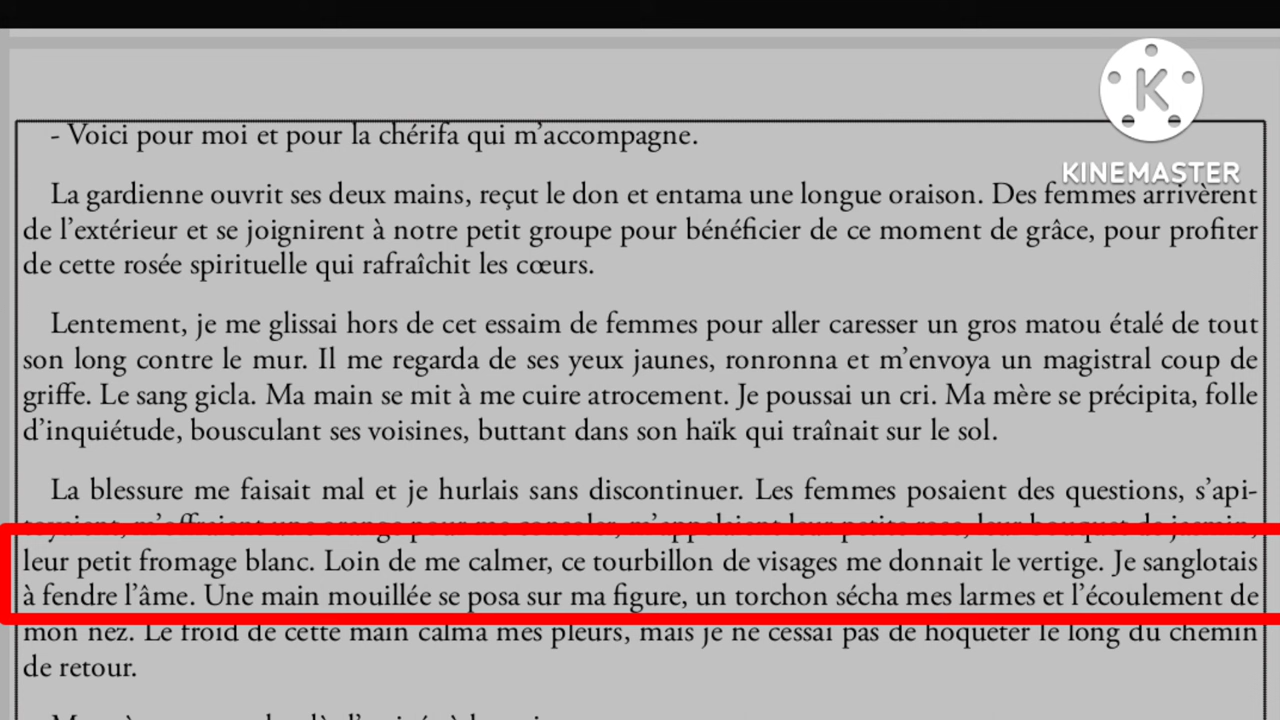 KINEMASTER
- Voici pour moi et pour la chérifa qui m'accompagne.
La gardienne ouvrit ses deux mains, reçut le don et entama une longue oraison. Des femmes arrivèrent
de l'extérieur et se joignirent à notre petit groupe pour bénéficier de ce moment de grâce, pour profiter
de cette rosée spirituelle qui rafraîchit les cœurs.
Lentement, je me glissai hors de cet essaim de femmes pour aller caresser un gros matou étalé de tout
son long contre le mur. Il me regarda de ses yeux jaunes, ronronna et m'envoya un magistral coup de
griffe. Le sang gicla. Ma main se mit à me cuire atrocement. Je poussai un cri. Ma mère se précipita, folle
d'inquiétude, bousculant ses voisines, buttant dans son haïk qui traînait sur le sol.
La blessure me faisait mal et je hurlais sans discontinuer. Les femmes posaient des questions, s'api-
leur petit fromage blanc. Loin de me calmer, ce tourbillon de visages me donnait le vertige. Je sanglotais
à fendre l'âme. Une main mouillée se posa sur ma figure, un torchon sécha mes larmes et l'écoulement de
mon nez. Le froid de cette main calma mes pleurs, mais je ne cessai pas de hoqueter le long du chemin
de retour.